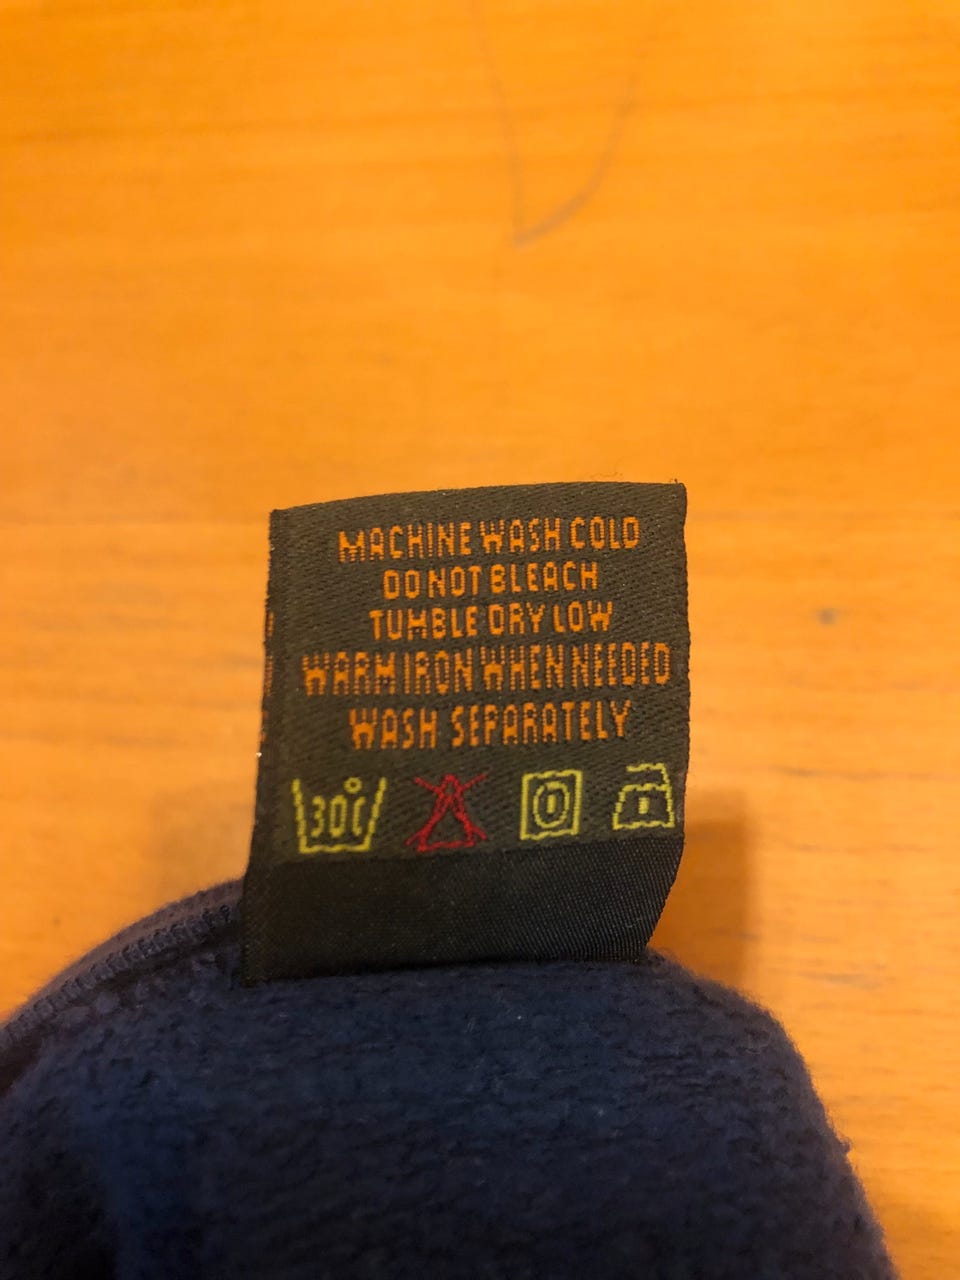 MACHINE WASH COLD
DO NOT BLEACH
TUMBLE DRY LOW
WARM IRON WHEN NEEDED
WASH SEPARATELY
30°C